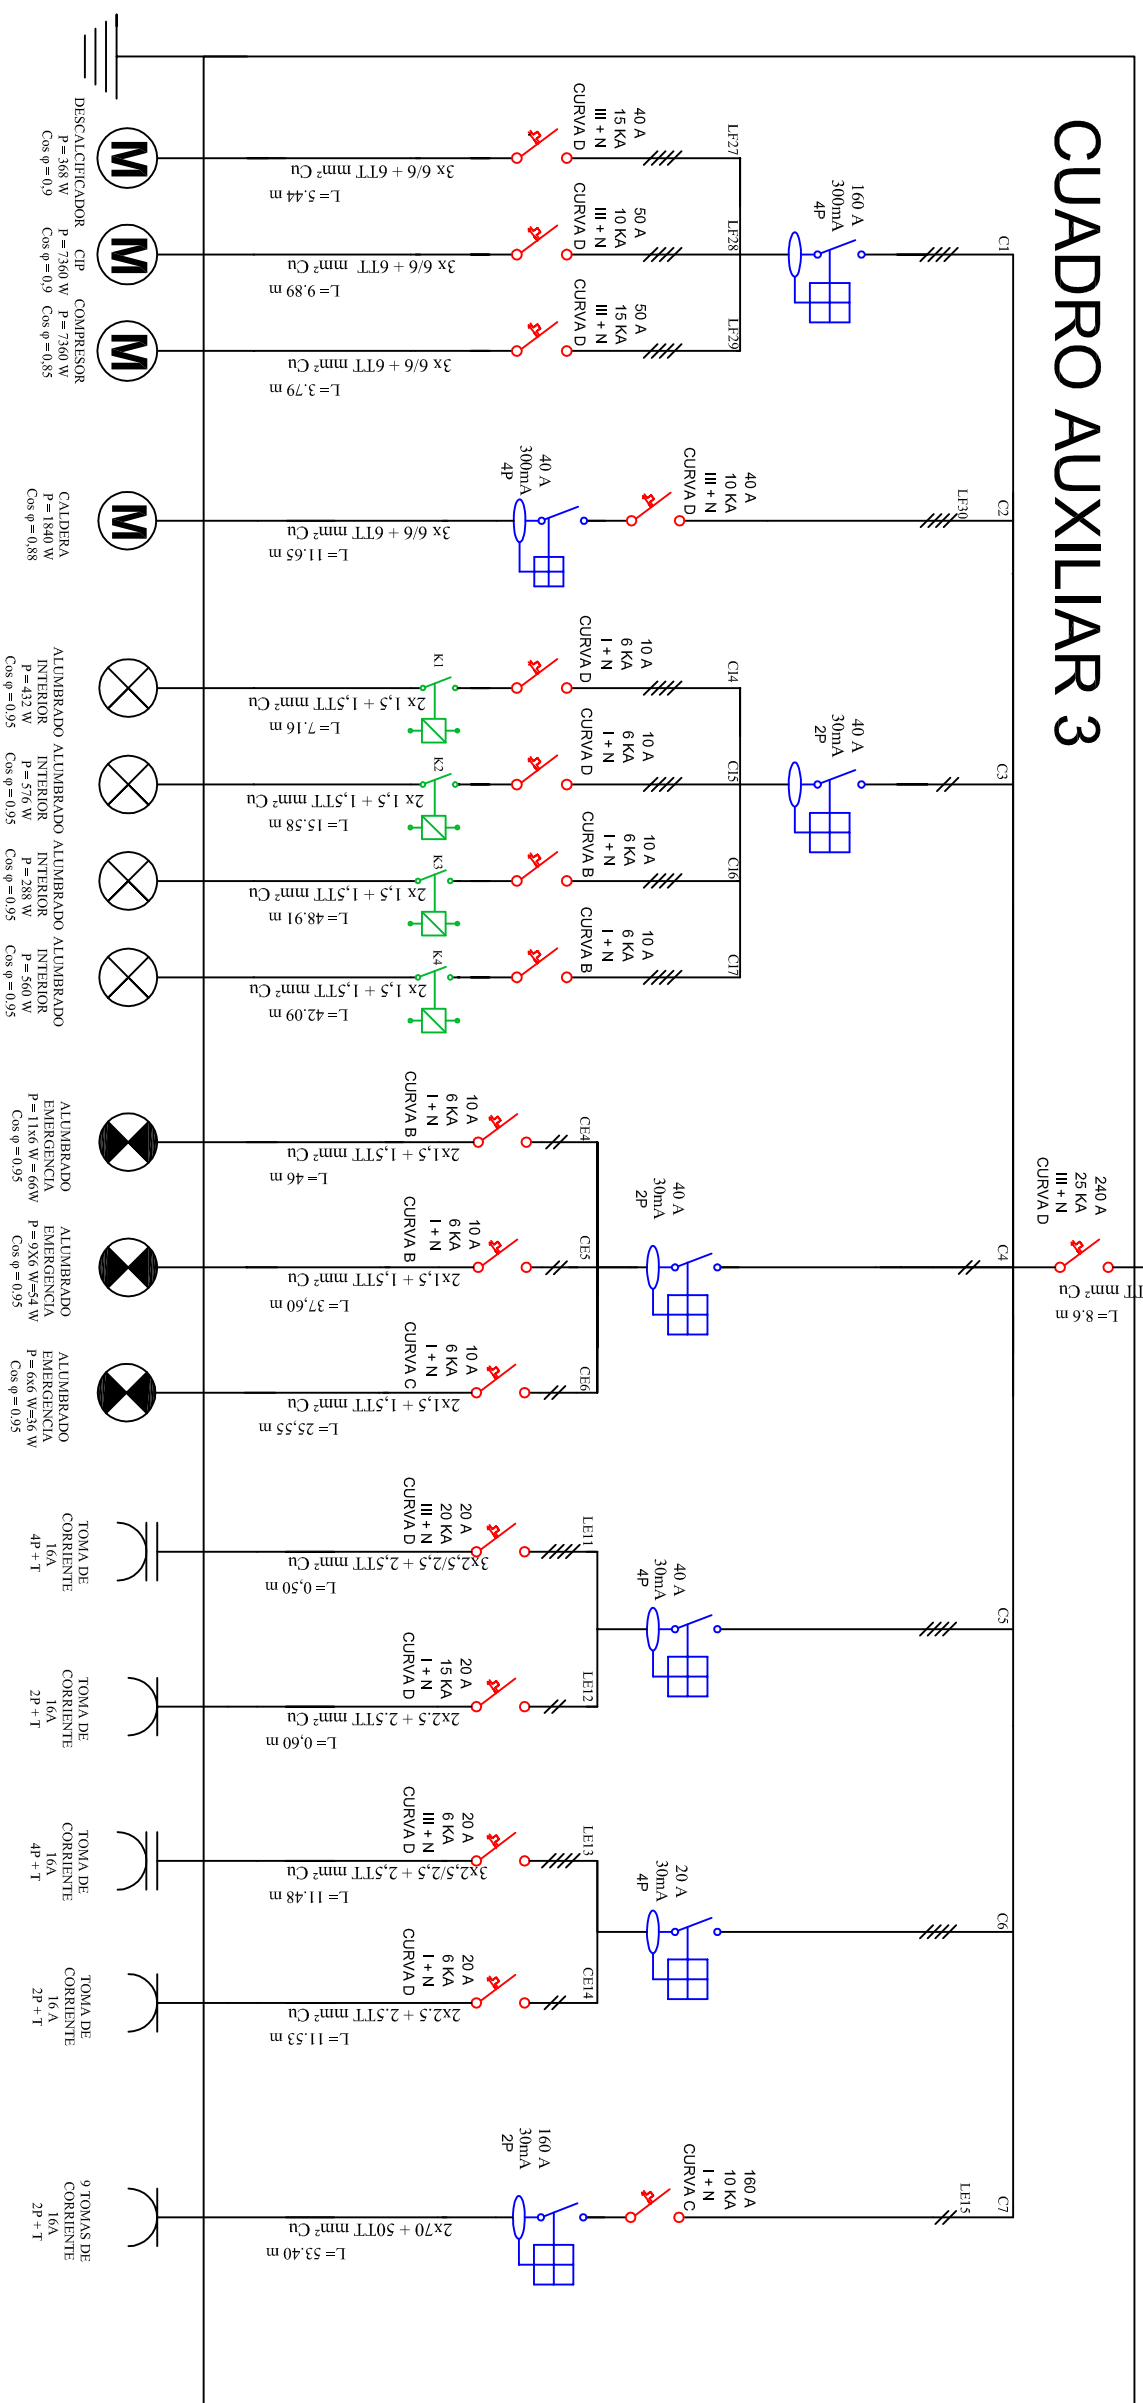 CUADRO AUXILIAR 3
240 A
25 KA
III + N
CURVA D
TT mm² Cu
L= 8.6 m
C1
160 A
300mA
4P
LF27
40 A
15 KA
III + N
CURVA D
3x 6/6 + 6TT mm² Cu
L= 5.44 m
DESCALCIFICADOR
P = 368 W
Cos φ = 0,9
LF28
50 A
10 KA
III + N
CURVA D
3x 6/6 + 6TT mm² Cu
L= 9.89 m
CIP
P = 7360 W
Cos φ = 0,9
LF29
50 A
15 KA
III + N
CURVA D
3x 6/6 + 6TT mm² Cu
L= 3.79 m
COMPRESOR
P = 7360 W
Cos φ = 0,85
M
M
M
C2
LF30
40 A
10 KA
III + N
CURVA D
40 A
300mA
4P
3x 6/6 + 6TT mm² Cu
L= 11.65 m
M
CALDERA
P = 1840 W
Cos φ = 0,88
C3
40 A
30mA
2P
C14
10 A
6 KA
I + N
CURVA D
K1
2x 1,5 + 1,5TT mm² Cu
L= 7.16 m
ALUMBRADO
INTERIOR
P = 432 W
Cos φ = 0.95
C15
10 A
6 KA
I + N
CURVA D
K2
2x 1,5 + 1,5TT mm² Cu
L= 15.58 m
ALUMBRADO
INTERIOR
P = 576 W
Cos φ = 0.95
C16
10 A
6 KA
I + N
CURVA B
K3
2x 1,5 + 1,5TT mm² Cu
L= 48.91 m
ALUMBRADO
INTERIOR
P = 288 W
Cos φ = 0.95
C17
10 A
6 KA
I + N
CURVA B
K4
2x 1,5 + 1,5TT mm² Cu
L= 42.09 m
ALUMBRADO
INTERIOR
P = 560 W
Cos φ = 0.95
C4
40 A
30mA
2P
CE4
10 A
6 KA
I + N
CURVA B
2x1,5 + 1,5TT mm² Cu
L= 46 m
ALUMBRADO
EMERGENCIA
P = 11x6 W = 66W
Cos φ = 0.95
CE5
10 A
6 KA
I + N
CURVA B
2x1,5 + 1,5TT mm² Cu
L= 37,60 m
ALUMBRADO
EMERGENCIA
P = 9X6 W=54 W
Cos φ = 0.95
CE6
10 A
6 KA
I + N
CURVA C
2x1,5 + 1,5TT mm² Cu
L= 25,55 m
ALUMBRADO
EMERGENCIA
P = 6x6 W=36 W
Cos φ = 0.95
C5
40 A
30mA
4P
LE11
20 A
20 KA
III + N
CURVA D
3x2,5/2,5 + 2,5TT mm² Cu
L= 0,50 m
TOMA DE
CORRIENTE
16A
4P + T
LE12
20 A
15 KA
I + N
CURVA D
2x2.5 + 2.5TT mm² Cu
L= 0,60 m
TOMA DE
CORRIENTE
16A
2P + T
C6
20 A
30mA
4P
LE13
20 A
6 KA
III + N
CURVA D
3x2,5/2,5 + 2,5TT mm² Cu
L= 11.48 m
TOMA DE
CORRIENTE
16A
4P + T
CE14
20 A
6 KA
I + N
CURVA D
2x2.5 + 2.5TT mm² Cu
L= 11.53 m
TOMA DE
CORRIENTE
16 A
2P + T
C7
LE15
160 A
10 KA
I + N
CURVA C
160 A
30mA
2P
2x70 + 50TT mm² Cu
L= 53.40 m
9 TOMAS DE
CORRIENTE
16A
2P + T